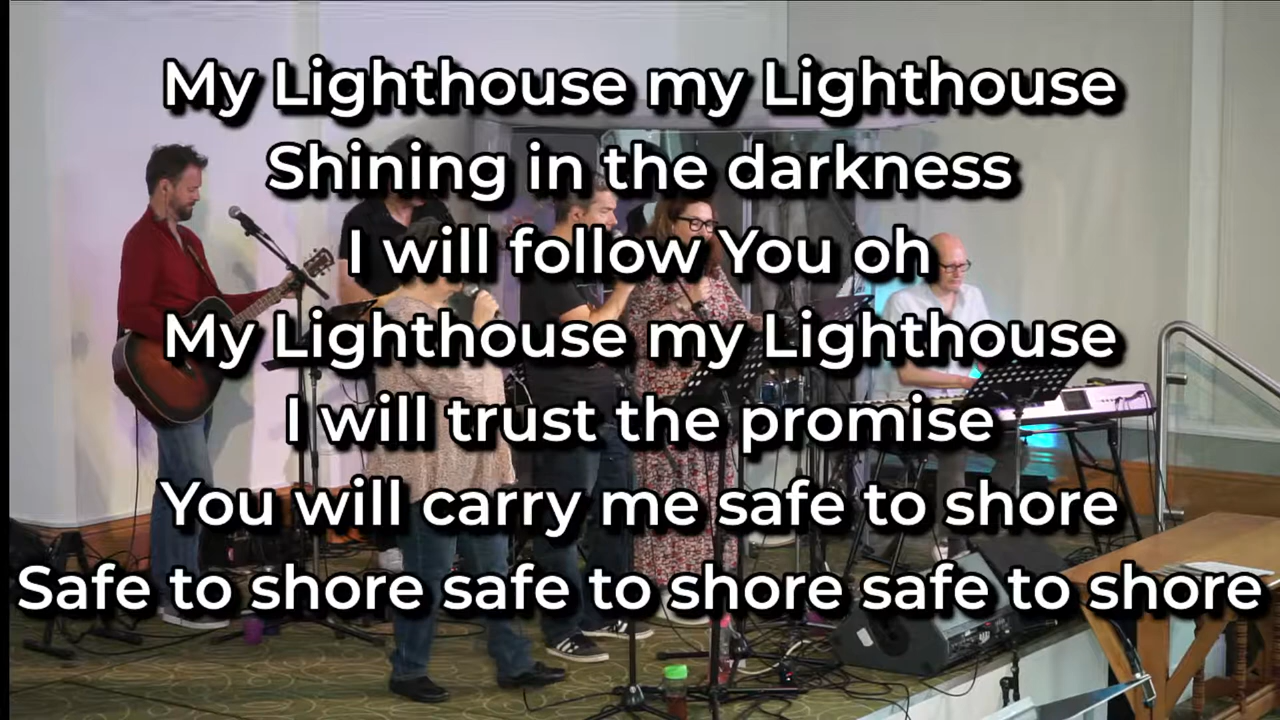 My Lighthouse my Lighthouse
Shining in the darkness
I will follow You oh
My Lighthouse my Lighthouse
I will trust the promise
You will carry me safe to shore
Safe to shore safe to shore safe to shore